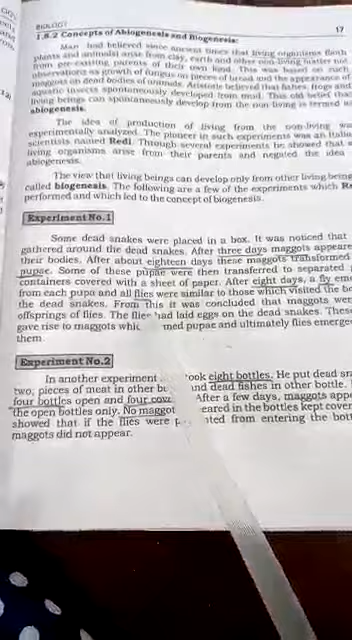 BIOLOGY
17
1.6.2 Concepts of Abiogenesis and Biogenesis:
Man had believed since ancient times that living organisms (both
plants and animals) arise from clay, earth and other non-living matter not
from pre-existing parents of their own kind. This was based on such
observations as growth of fungus on pieces of bread and the appearance of
maggots on dead bodies of animals. Aristotle believed that fishes, frogs and
aquatic insects spontaneously developed from mud. This old belief that
living beings can spontaneously develop from the non living is termed as
abiogenesis.
The idea of production of living from the non-living
experimentally analyzed. The pioneer in such experiments was an
scientists named Redi. Through several experiments he showed
living organisms arise from their parents and negated the idea
abiogenesis.
The view that living beings can develop only from other living being
called biogenesis. The following are a few of the experiments which
performed and which led to the concept of biogenesis.
Experiment No.1
Some dead snakes were placed in a box. It was noticed that
gathered around the dead snakes. After three days maggots appeare
their bodies. After about eighteen days these maggots transformed
pupae. Some of these pupae were then transferred to separated
containers covered with a sheet of paper. After eight days, a fly
from each pupa and all flies were similar to those which visited the
the dead snakes. From this it was concluded that maggots wer
offsprings of flies. The flies had laid eggs on the dead snakes. These
gave rise to maggots whic med pupae and ultimately flies emerge
them.
Experiment No.2
In another experiment ook eight bottles. He put dead
two, pieces of meat in other and dead fishes in other bottle.
four bottles open and four After a few days, maggots
the open bottles only. No maggot eared in the bottles kept cover
showed that if the flies were ted from entering the bott
maggots did not appear.